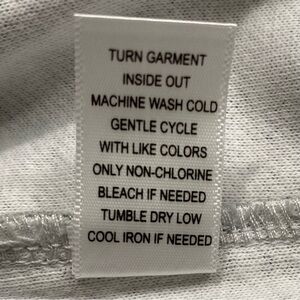 TURN GARMENT
INSIDE OUT
MACHINE WASH COLD
GENTLE CYCLE
WITH LIKE COLORS
ONLY NON-CHLORINE
BLEACH IF NEEDED
TUMBLE DRY LOW
COOL IRON IF NEEDED